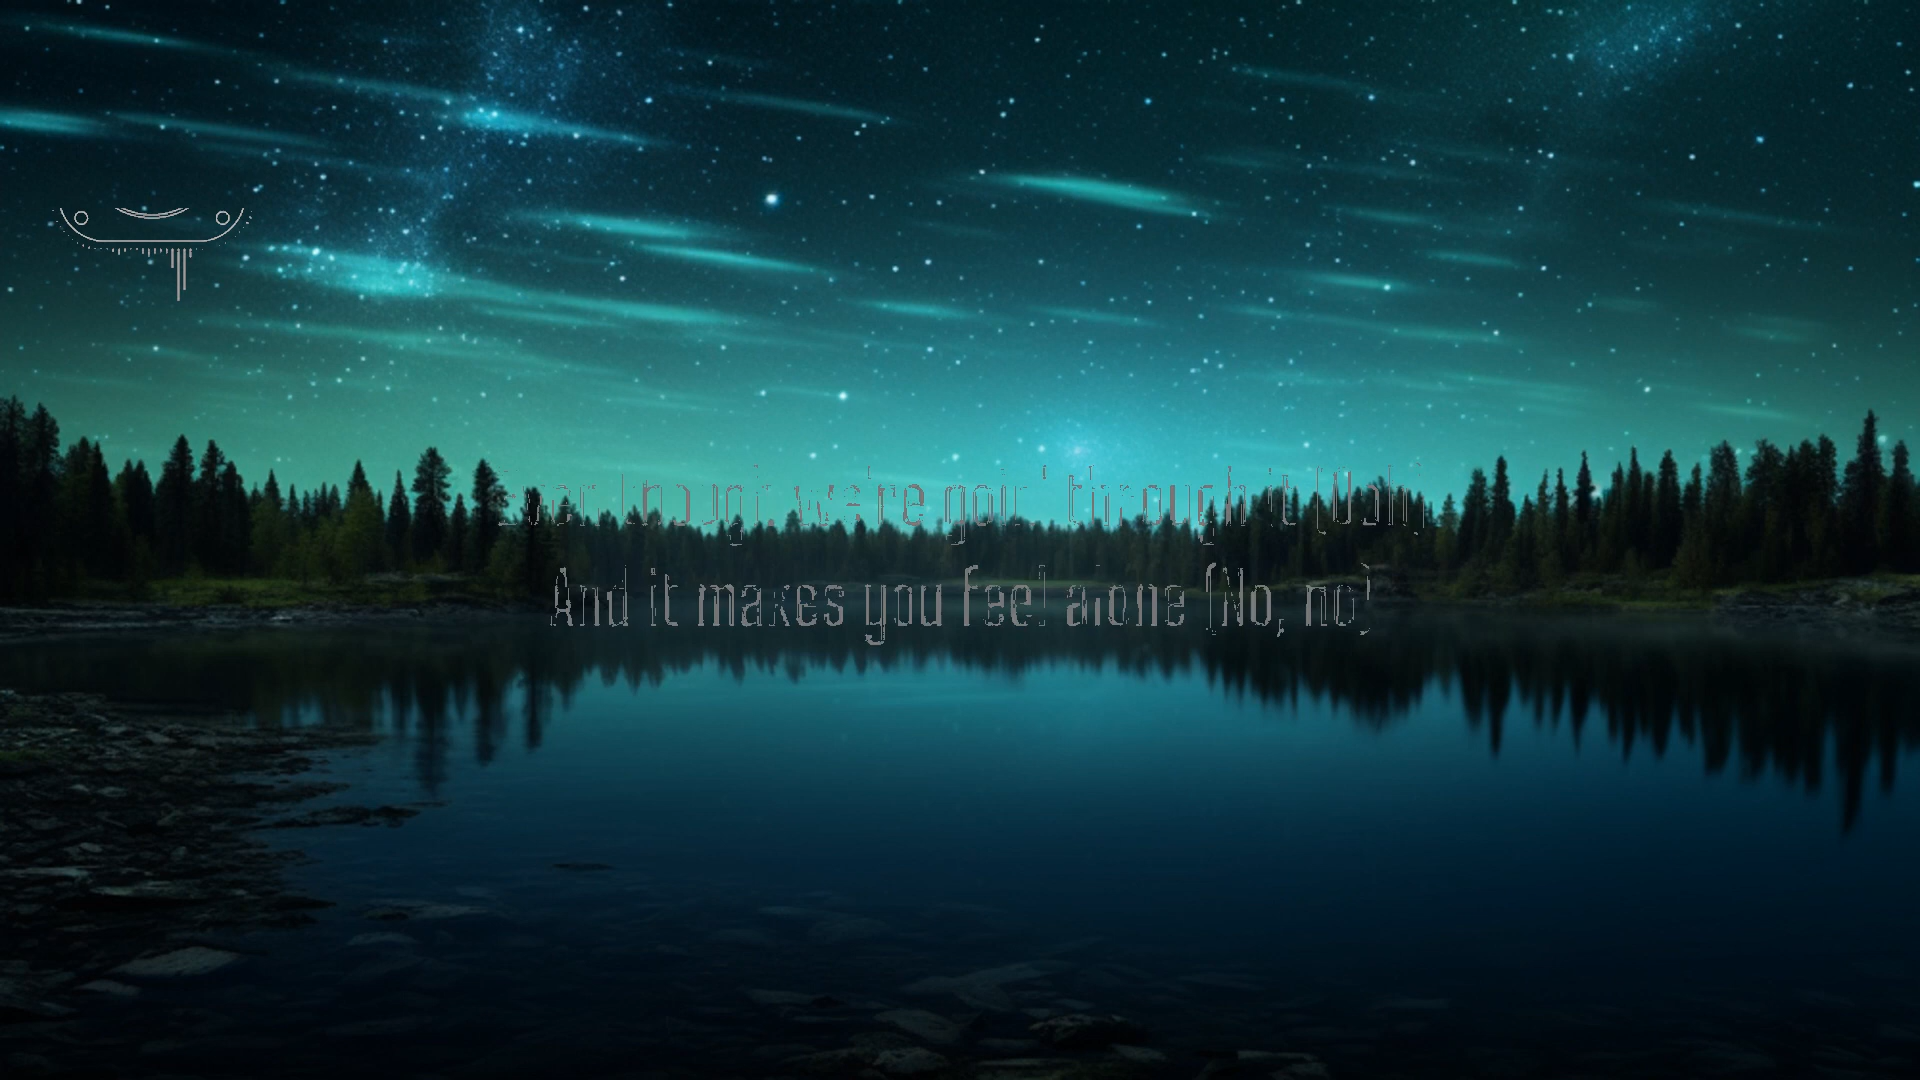 Even though we're goin' through it (Ooh)
And it makes you feel alone (No, no)